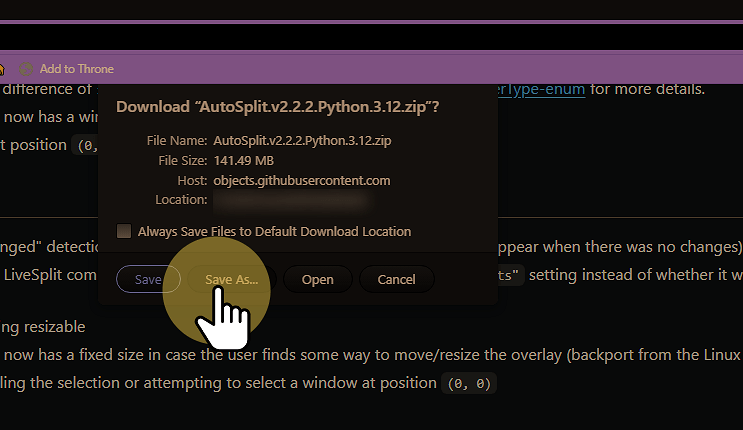 Add to Throne
difference of
erType-enum for more details.
now has a win
t position (0,
Download “AutoSplit.v2.2.2.Python.3.12.zip”?
File Name: AutoSplit.v2.2.2.Python.3.12.zip
File Size: 141.49 MB
Host: objects.githubusercontent.com
Location:
Always Save Files to Default Download Location
nged" detectio
ppear when there was no changes)
LiveSplit com
ts" setting instead of whether it w
Save
Save As...
Open
Cancel
ng resizable
now has a fixed size in case the user finds some way to move/resize the overlay (backport from the Linux
ling the selection or attempting to select a window at position (0, 0)